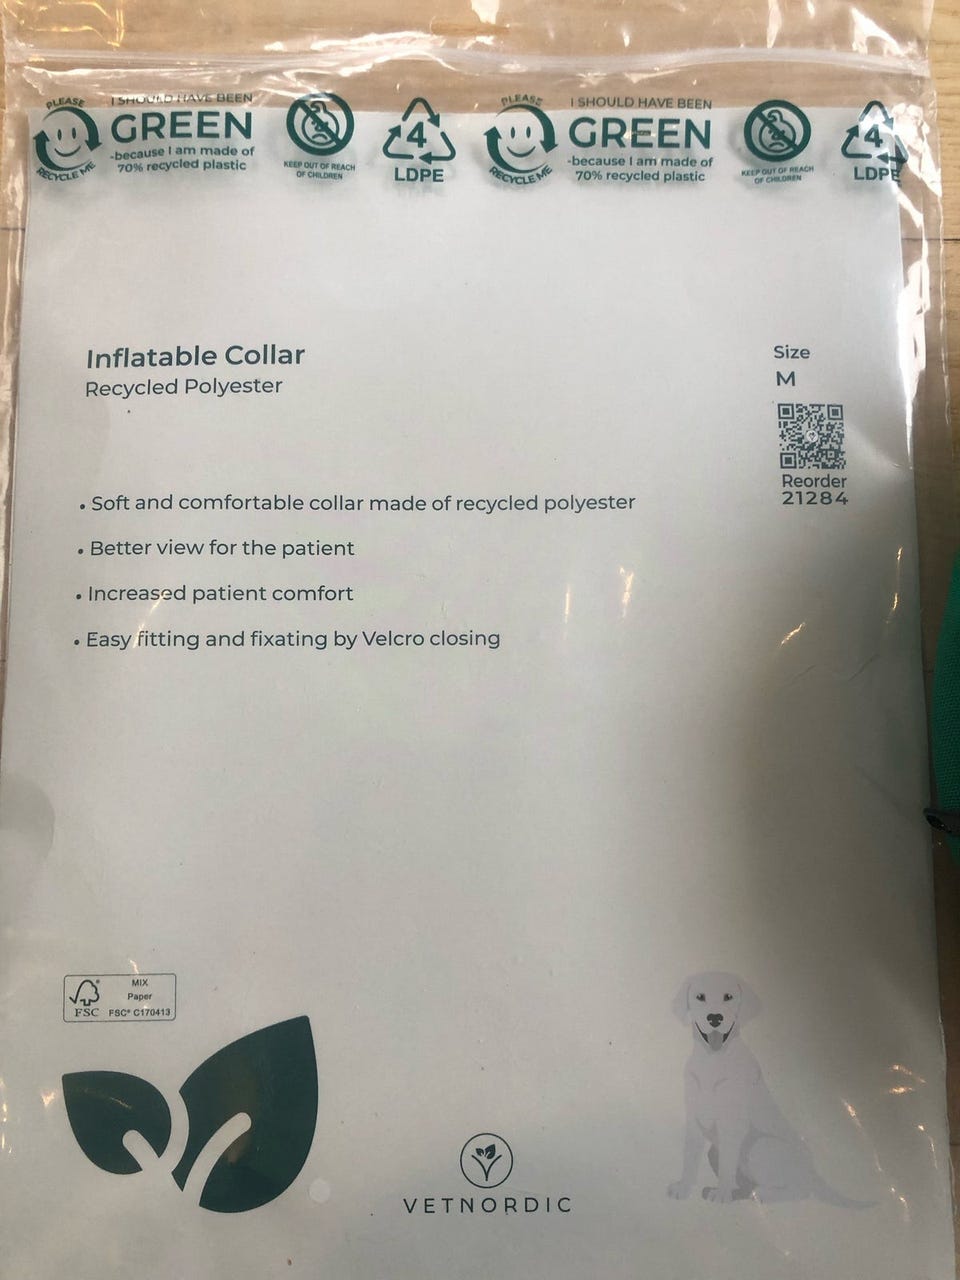 PLEASE
RECYCLE ME
I SHOULD HAVE BEEN
GREEN
-because I am made of
70% recycled plastic
KEEP OUT OF REACH
OF CHILDREN
4
LDPE
PLEASE
RECYCLE ME
I SHOULD HAVE BEEN
GREEN
-because I am made of
70% recycled plastic
KEEP OUT OF REACH
OF CHILDREN
4
LDPE
Inflatable Collar
Recycled Polyester
Size
M
Reorder
21284
• Soft and comfortable collar made of recycled polyester
• Better view for the patient
• Increased patient comfort
• Easy fitting and fixating by Velcro closing
FSC
MIX
Paper
FSC® C170413
VETNORDIC